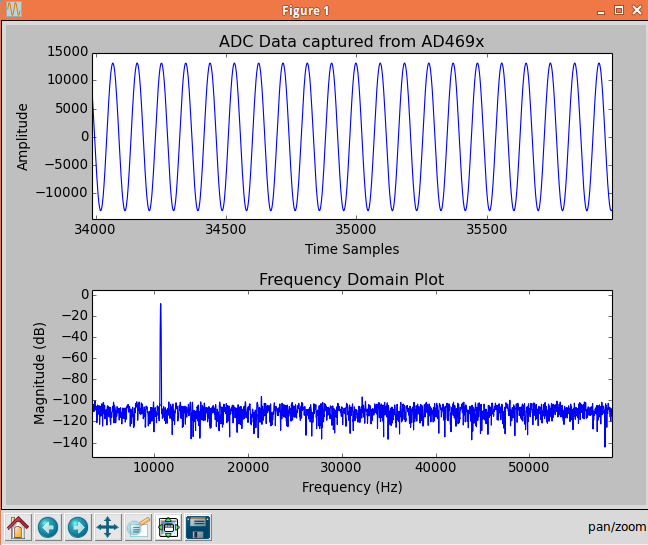 Figure 1
ADC Data captured from AD469x
15000
10000
5000
0
−5000
−10000
Amplitude
34000 34500 35000 35500
Time Samples
Frequency Domain Plot
0
−20
−40
−60
−80
−100
−120
−140
Magnitude (dB)
10000 20000 30000 40000 50000
Frequency (Hz)
pan/zoom